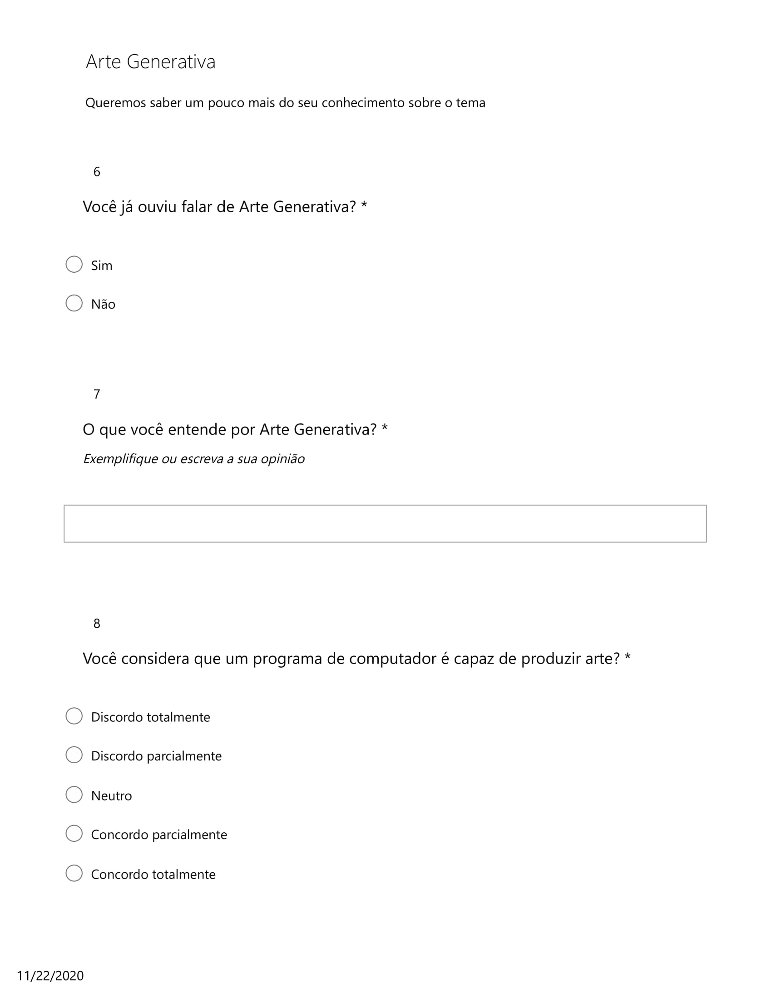 Arte Generativa
Queremos saber um pouco mais do seu conhecimento sobre o tema
6
Você já ouviu falar de Arte Generativa? *
Sim
Não
7
O que você entende por Arte Generativa? *
Exemplifique ou escreva a sua opinião
8
Você considera que um programa de computador é capaz de produzir arte? *
Discordo totalmente
Discordo parcialmente
Neutro
Concordo parcialmente
Concordo totalmente
11/22/2020